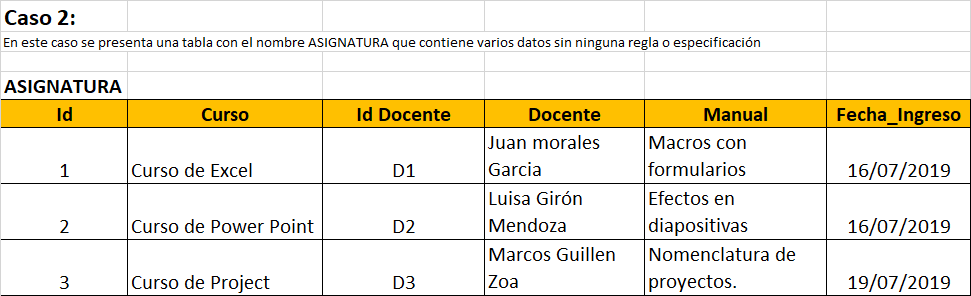 Caso 2:
En este caso se presenta una tabla con el nombre ASIGNATURA que contiene varios datos sin ninguna regla o especificación
ASIGNATURA
Id Curso Id Docente Docente Manual Fecha_Ingreso
1 Curso de Excel D1 Juan morales Garcia Macros con formularios 16/07/2019
2 Curso de Power Point D2 Luisa Girón Mendoza Efectos en diapositivas 16/07/2019
3 Curso de Project D3 Marcos Guillen Zoa Nomenclatura de proyectos. 19/07/2019